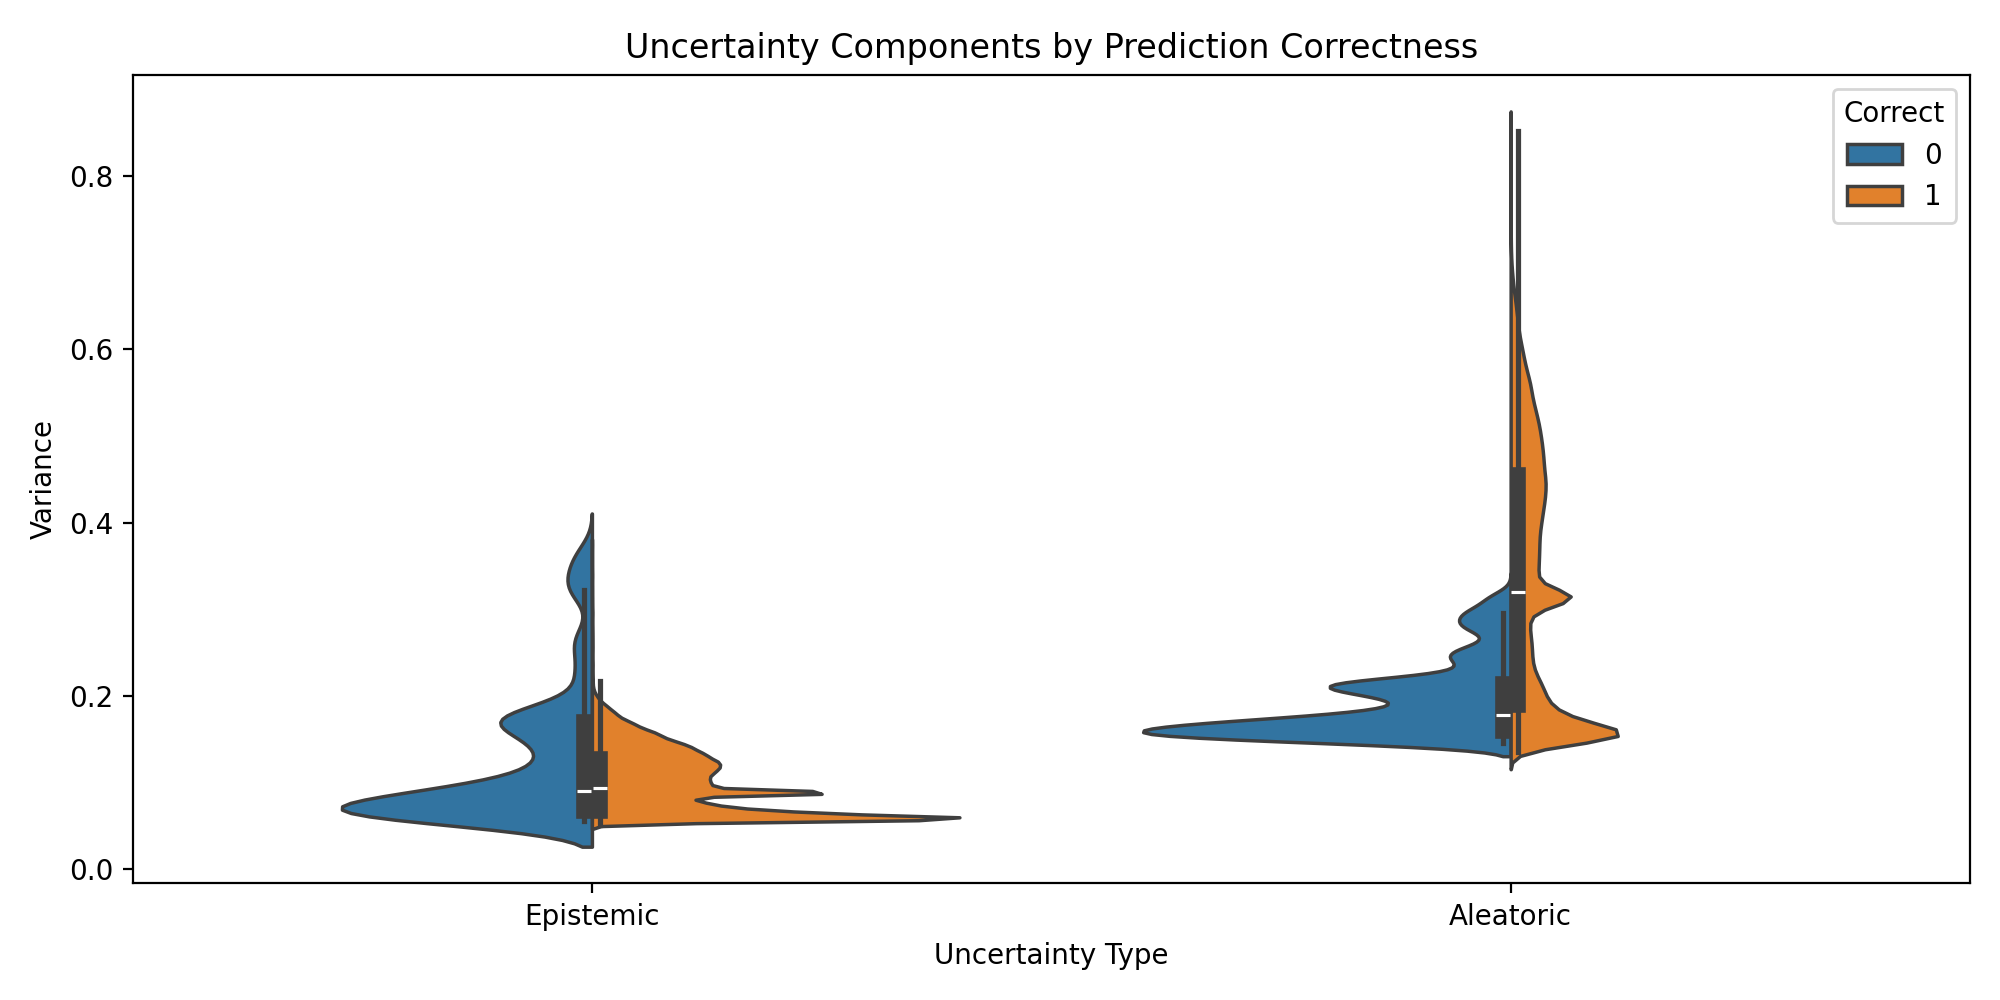 Uncertainty Components by Prediction Correctness
Correct
0
1
0.8
0.6
0.4
0.2
0.0
Variance
Epistemic
Aleatoric
Uncertainty Type